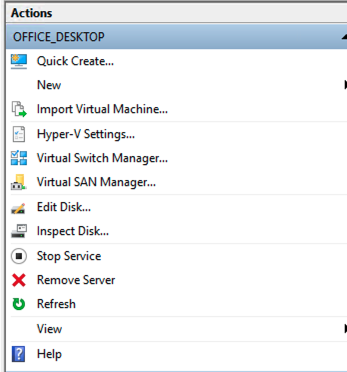 Actions
OFFICE_DESKTOP
Quick Create...
New
Import Virtual Machine...
Hyper-V Settings...
Virtual Switch Manager...
Virtual SAN Manager...
Edit Disk...
Inspect Disk...
Stop Service
Remove Server
Refresh
View
Help